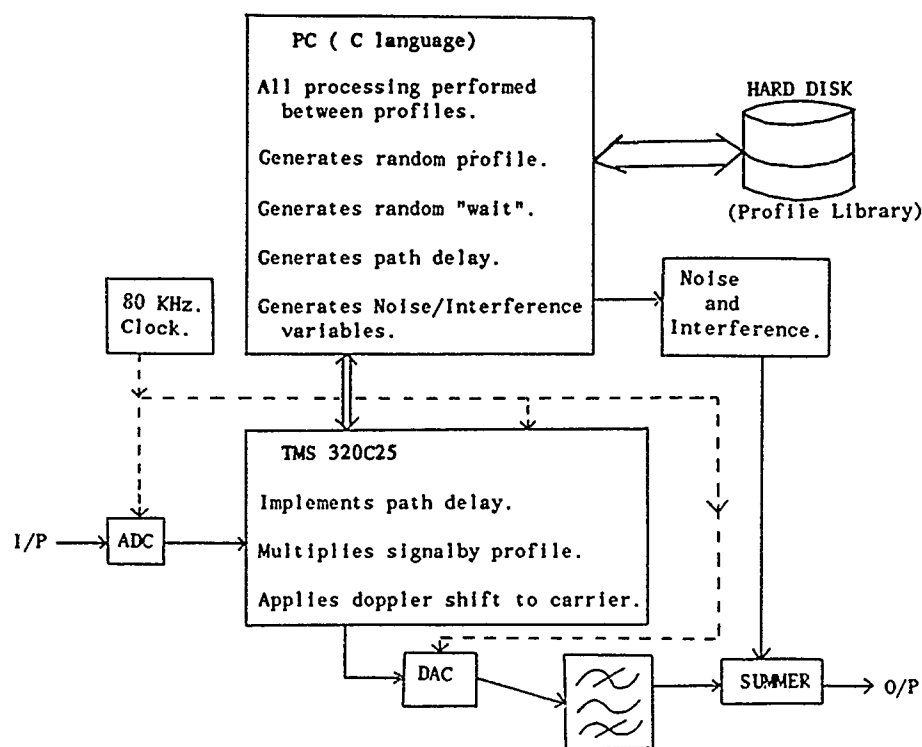 PC ( C language)
All processing performed
between profiles.
Generates random profile.
Generates random "wait".
Generates path delay.
Generates Noise/Interference
variables.
HARD DISK
(Profile Library)
80 KHz.
Clock.
Noise
and
Interference.
TMS 320C25
Implements path delay.
Multiplies signalby profile.
Applies doppler shift to carrier.
I/P
ADC
DAC
SUMMER
O/P